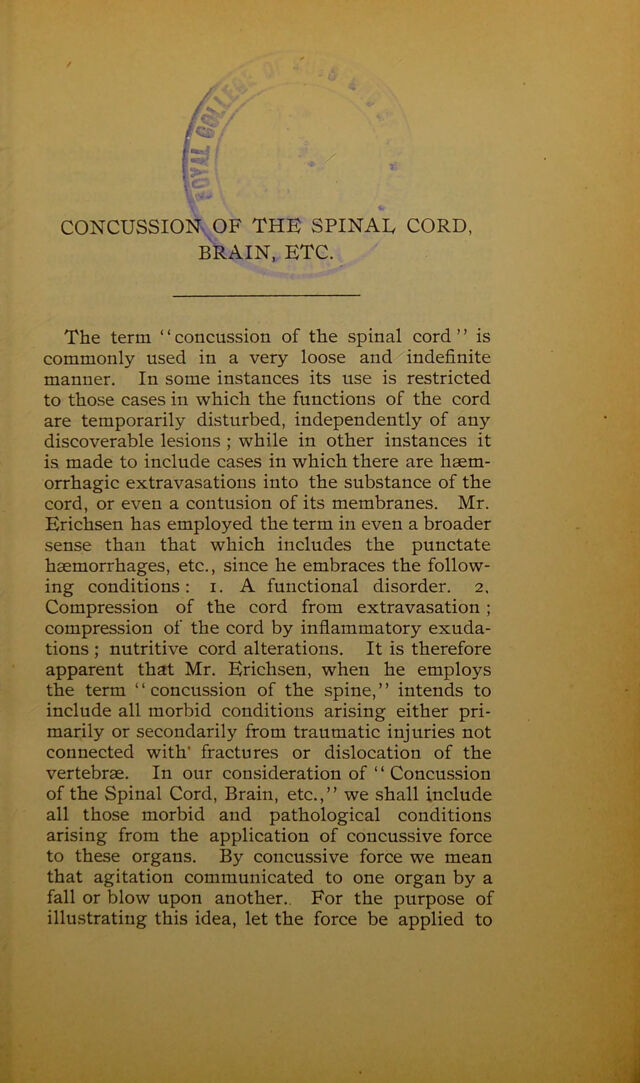 ROYAL COLLEGE OF
CONCUSSION OF THE SPINAL CORD,
BRAIN, ETC.
The term “concussion of the spinal cord” is
commonly used in a very loose and indefinite
manner. In some instances its use is restricted
to those cases in which the functions of the cord
are temporarily disturbed, independently of any
discoverable lesions ; while in other instances it
is made to include cases in which there are hæm-
orrhagic extravasations into the substance of the
cord, or even a contusion of its membranes. Mr.
Erichsen has employed the term in even a broader
sense than that which includes the punctate
hæmorrhages, etc., since he embraces the follow-
ing conditions: 1. A functional disorder. 2.
Compression of the cord from extravasation ;
compression of the cord by inflammatory exuda-
tions ; nutritive cord alterations. It is therefore
apparent that Mr. Erichsen, when he employs
the term “concussion of the spine,” intends to
include all morbid conditions arising either pri-
marily or secondarily from traumatic injuries not
connected with fractures or dislocation of the
vertebræ. In our consideration of “Concussion
of the Spinal Cord, Brain, etc.,” we shall include
all those morbid and pathological conditions
arising from the application of concussive force
to these organs. By concussive force we mean
that agitation communicated to one organ by a
fall or blow upon another. For the purpose of
illustrating this idea, let the force be applied to